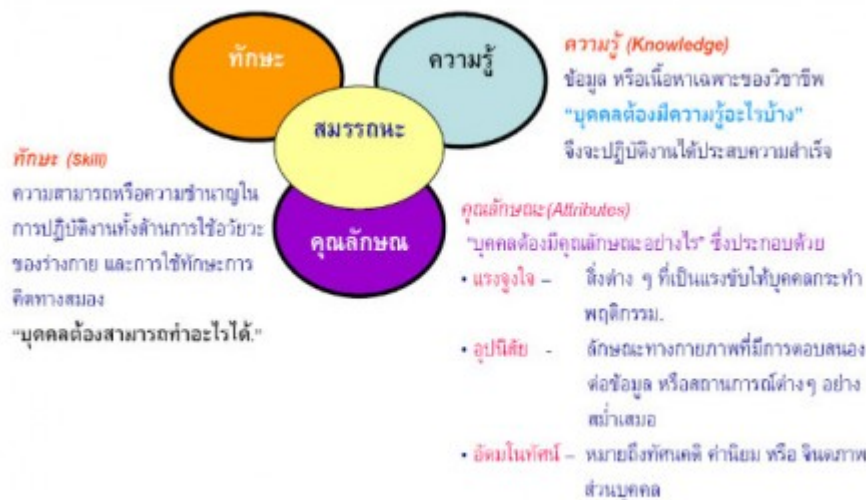 ทักษะ
ความรู้
สมรรถนะ
คุณลักษณ
ความรู้ (Knowledge)
ข้อมูล หรือเนื้อหาเฉพาะของวิชาชีพ
“บุคคลต้องมีความรู้อะไรบ้าง”
จึงจะปฏิบัติงานได้ประสบความสำเร็จ
ทักษะ (Skill)
ความสามารถหรือความชำนาญใน
การปฏิบัติงานทั้งด้านการใช้อวัยวะ
ของร่างกาย และการใช้ทักษะการ
คิดทางสมอง
“บุคคลต้องสามารถทำอะไรได้.”
คุณลักษณะ(Attributes)
“บุคคลต้องมีคุณลักษณะอย่างไร” ซึ่งประกอบด้วย
• แรงจูงใจ – สิ่งต่าง ๆ ที่เป็นแรงขับให้บุคคลกระทำ
พฤติกรรม.
• อุปนิสัย - ลักษณะทางกายภาพที่มีการตอบสนอง
ต่อข้อมูล หรือสถานการณ์ต่างๆ อย่าง
สม่ำเสมอ
• อัตมโนทัศน์ – หมายถึงทัศนคติ ค่านิยม หรือ จินตภาพ
ส่วนบุคคล